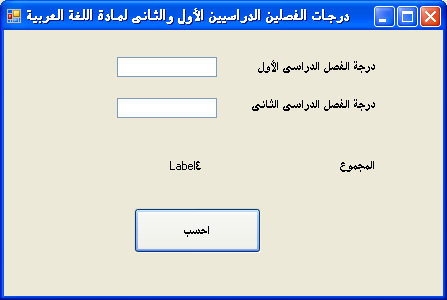 درجات الفصلين الدراسيين الأول والثانى لمادة اللغة العربية
درجة الفصل الدراسى الأول
درجة الفصل الدراسى الثانى
المجموع
Label٤
احسب